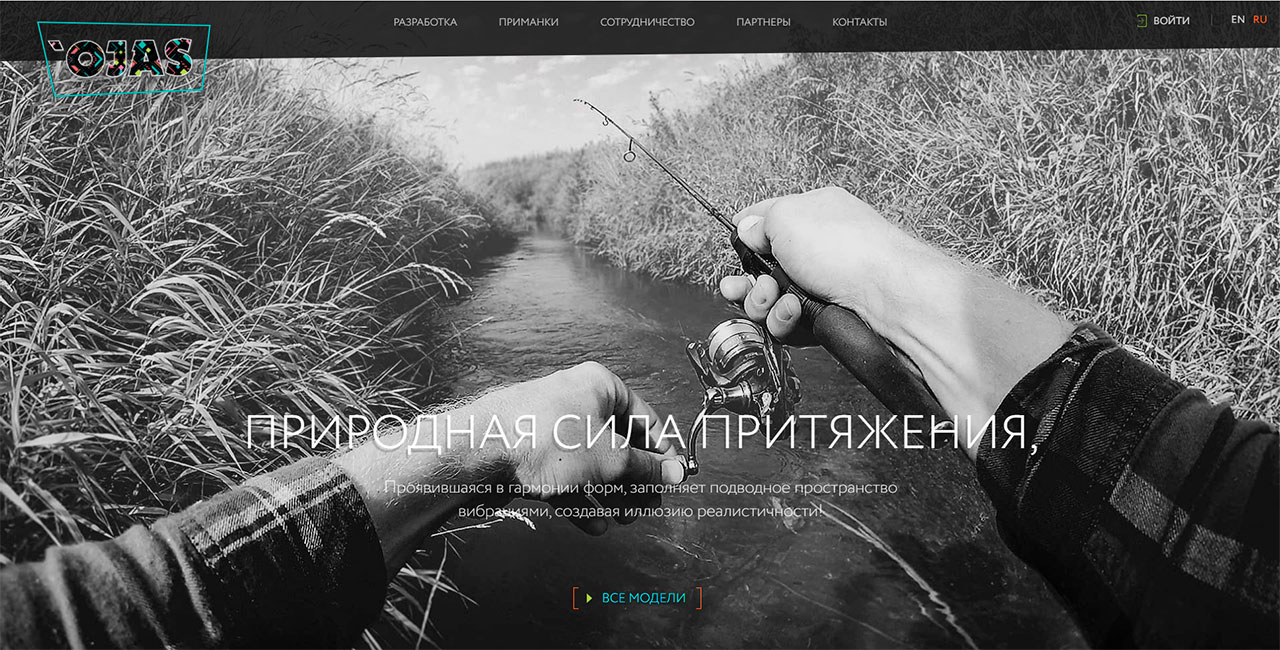 РАЗРАБОТКА ПРИМАНКИ СОТРУДНИЧЕСТВО ПАРТНЕРЫ КОНТАКТЫ ВОЙТИ EN RU
'OJAS
ПРИРОДНАЯ СИЛА ПРИТЯЖЕНИЯ,
Проявившаяся в гармонии форм, заполняет подводное пространство
вибрациями, создавая иллюзию реалистичности!
ВСЕ МОДЕЛИ